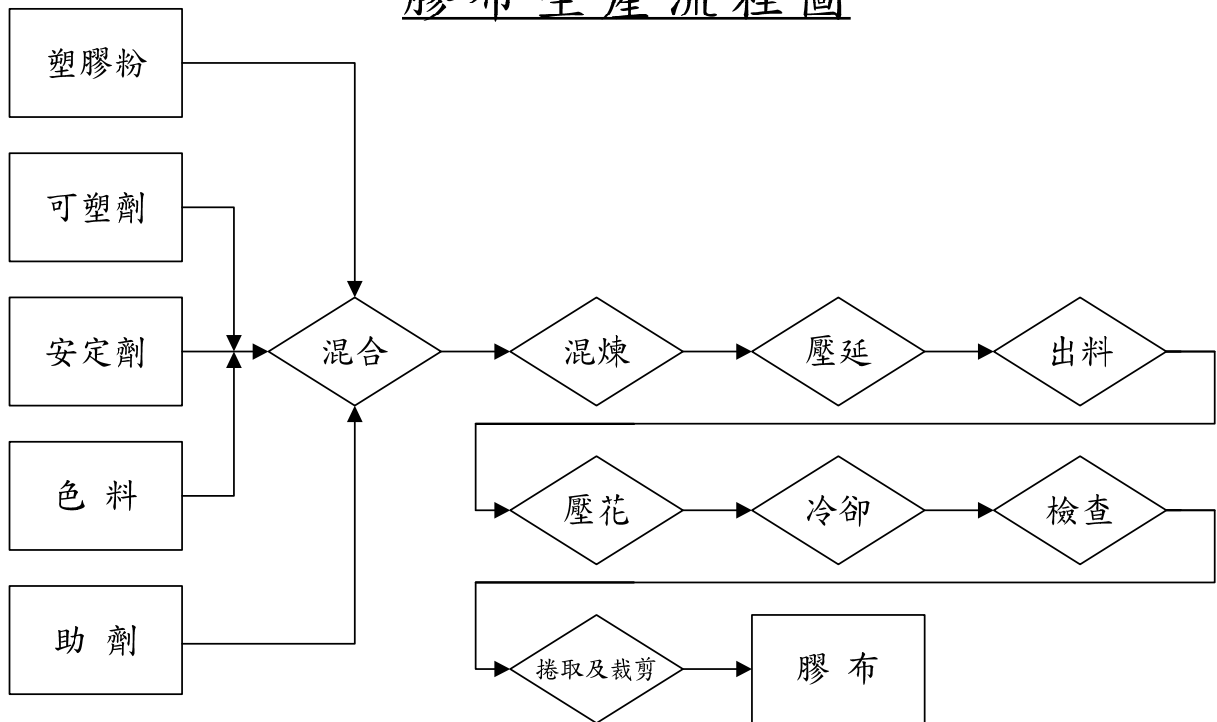 膠布生產流程圖
塑膠粉
可塑劑
安定劑
色料
助劑
混合
混煉
壓延
出料
壓花
冷卻
檢查
捲取及裁剪
膠布